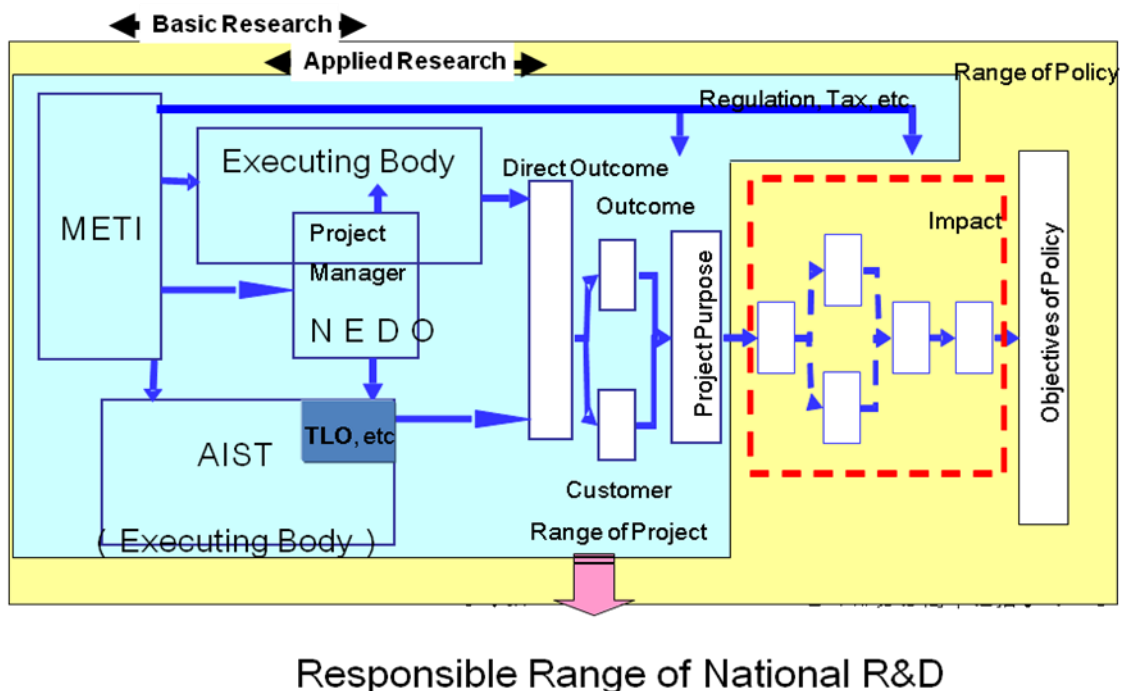 Basic Research
Applied Research
Range of Policy
Regulation, Tax, etc.
Executing Body
Direct Outcome
METI
Project
Manager
N E D O
Outcome
Impact
Project Purpose
Objectives of Policy
TLO, etc
AIST
( Executing Body )
Customer
Range of Project
Responsible Range of National R&D